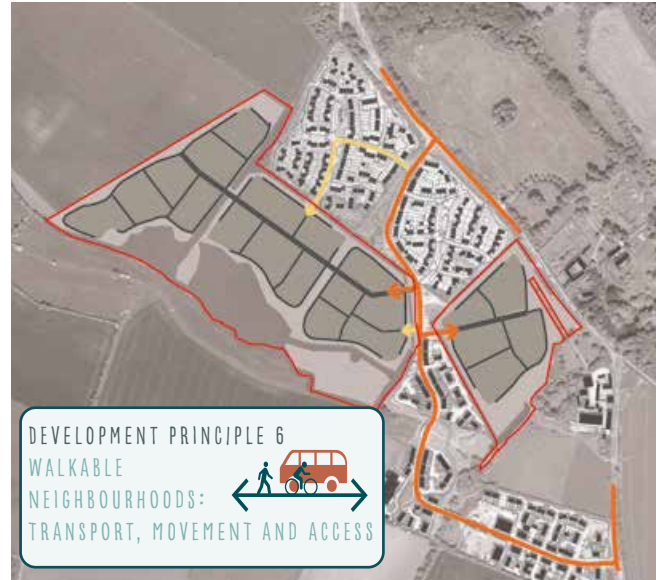 DEVELOPMENT PRINCIPLE 6
WALKABLE
NEIGHBOURHOODS:
TRANSPORT, MOVEMENT AND ACCESS